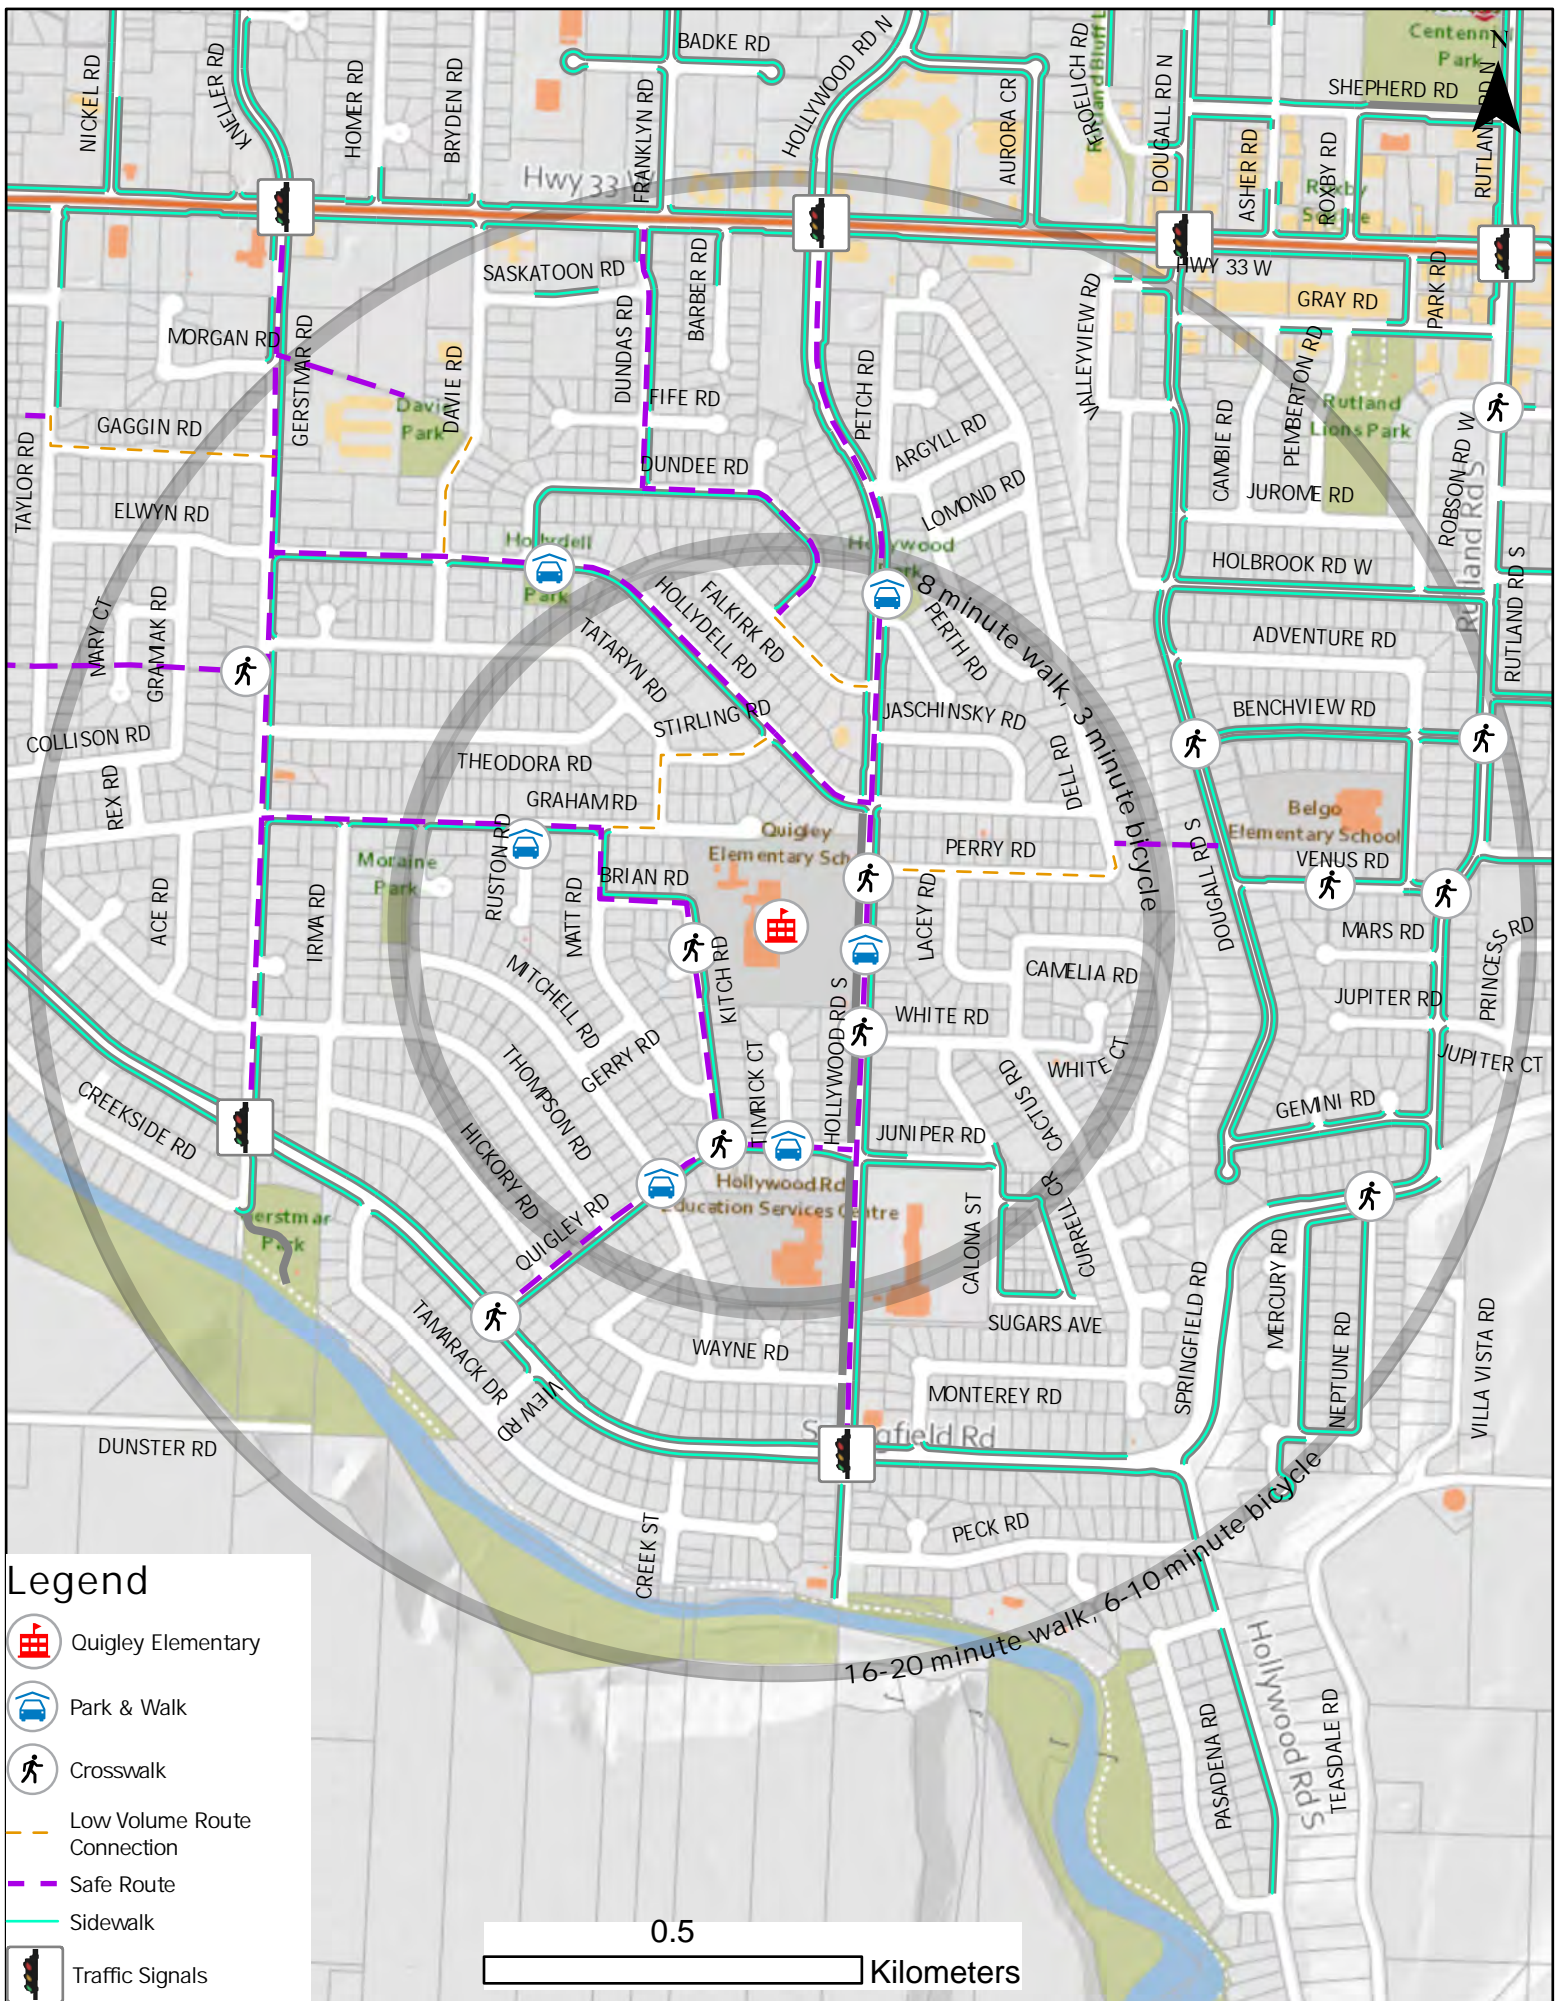 BADKE RD
HOLLYWOOD RD N
Centenn
Park
N
NICKEL RD
KNELLER RD
HOMER RD
BRYDEN RD
FRANKLYN RD
AURORA CR
FROELICH RD
DOUGALL RD N
SHEPHERD RD
ASHER RD
ROXBY RD
Hwy 33 W
HWY 33 W
SASKATOON RD
BARBER RD
DUNDAS RD
VALLEYVIEW RD
GRAY RD
PARK RD
MORGAN RD
GERSTMAR RD
DAVIE RD
PETCH RD
PEMBERTON RD
FIFE RD
Davie
Park
Rutland
Lions Park
GAGGIN RD
TAYLOR RD
ARGYLL RD
CAMBIE RD
ROBSON RD W
DUNDEE RD
LOMOND RD
JUROME RD
Rutland Rd S
ELWYN RD
Hollydell
Park
Hollywood
Park
HOLBROOK RD W
RUTLAND RD S
8 minute walk, 3 minute bicycle
MARY CT
GRAMIAK RD
FALKIRK RD
HOLLYDELL RD
TATARYN RD
PERTH RD
ADVENTURE RD
STIRLING RD
JASCHINSKY RD
BENCHVIEW RD
COLLISON RD
THEODORA RD
DELL RD
REX RD
GRAHAM RD
Belgo
Elementary School
Quigley
Elementary Sch
PERRY RD
VENUS RD
Moraine
Park
RUSTON RD
BRIAN RD
DOUGALL RD S
ACE RD
IRMA RD
MATT RD
LACEY RD
MARS RD
PRINCESS RD
MITCHELL RD
KITCH RD
CAMELIA RD
JUPITER RD
HOLLYWOOD RD S
WHITE RD
WHITE CT
JUPITER CT
GERRY RD
THOMPSON RD
TIMRICK CT
CACTUS RD
GEMINI RD
CREEKSIDE RD
HICKORY RD
JUNIPER RD
Hollywood Rd
Education Services Centre
QUIGLEY RD
CALONA ST
CURRELL CR
Park
SPRINGFIELD RD
MERCURY RD
NEPTUNE RD
VILLA VISTA RD
TAMARACK DR
WAYNE RD
SUGARS AVE
VIEW RD
MONTEREY RD
DUNSTER RD
CREEK ST
PECK RD
16-20 minute walk, 6-10 minute bicycle
Hollywood Rd S
PASADENA RD
TEASDALE RD
Legend
Quigley Elementary
Park & Walk
Crosswalk
Low Volume Route
Connection
Safe Route
Sidewalk
Traffic Signals
0.5
Kilometers